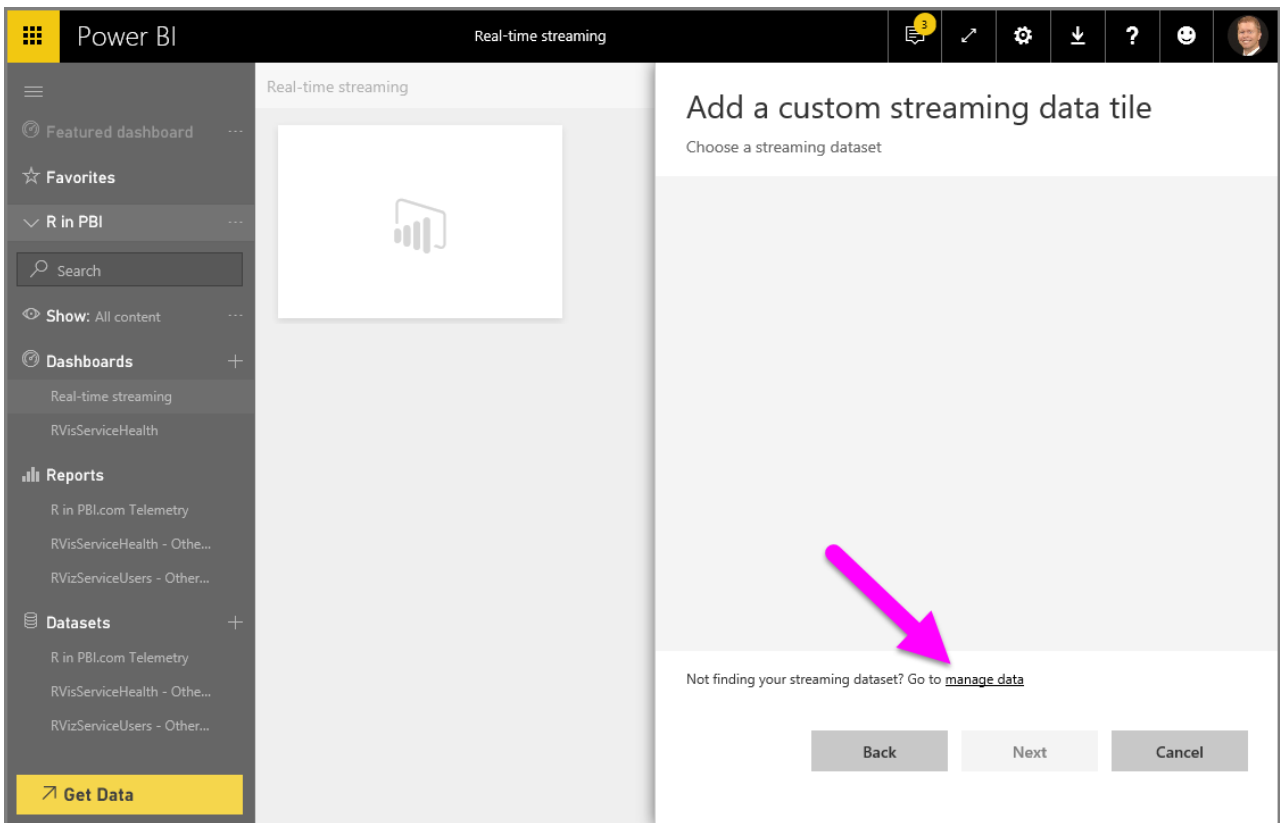 Power BI
Real-time streaming
3
?
Featured dashboard ...
Favorites
R in PBI ...
Search
Show: All content ...
Dashboards +
Real-time streaming
RVisServiceHealth
Reports
R in PBI.com Telemetry
RVisServiceHealth - Othe...
RVizServiceUsers - Other...
Datasets +
R in PBI.com Telemetry
RVisServiceHealth - Othe...
RVizServiceUsers - Other...
Get Data
Real-time streaming
Add a custom streaming data tile
Choose a streaming dataset
Not finding your streaming dataset? Go to manage data
Back
Next
Cancel